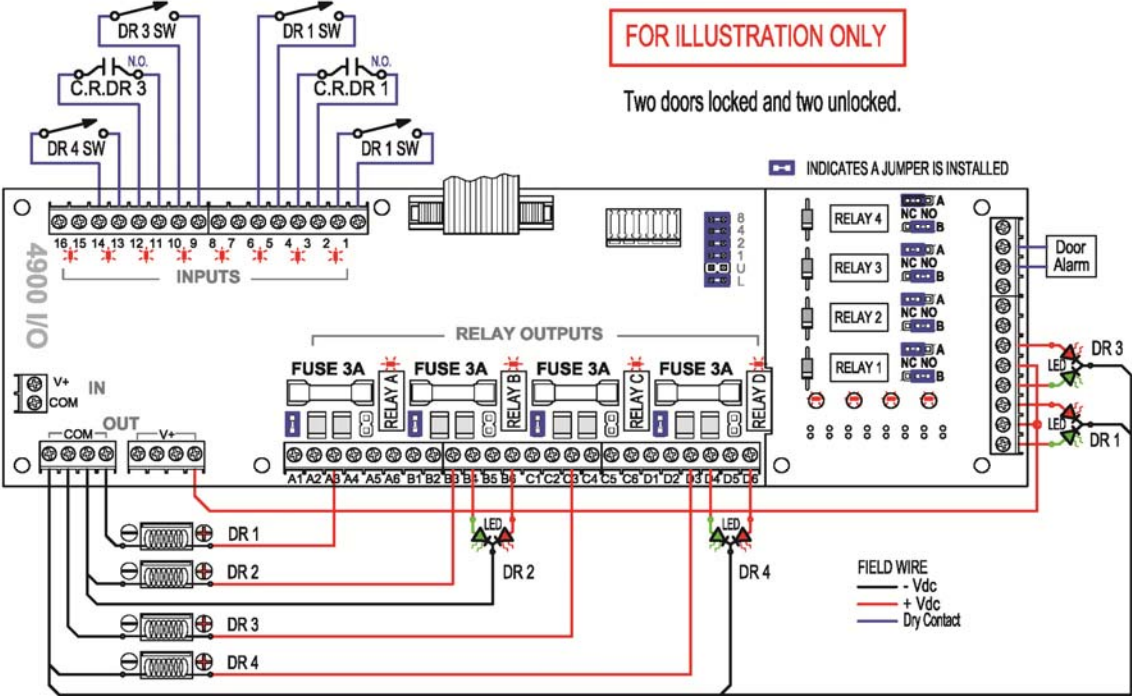 DR 3 SW
DR 1 SW
FOR ILLUSTRATION ONLY
N.O.
N.O.
C.R.DR 3
C.R.DR 1
Two doors locked and two unlocked.
DR 4 SW
DR 1 SW
INDICATES A JUMPER IS INSTALLED
16 15 14 13 12 11 10 9 8 7 6 5 4 3 2 1
INPUTS
4900 I/O
8
4
2
1
U
L
RELAY 4
A
NC NO
B
RELAY 3
A
NC NO
B
RELAY 2
A
NC NO
B
RELAY 1
A
NC NO
B
Door
Alarm
RELAY OUTPUTS
FUSE 3A
FUSE 3A
FUSE 3A
FUSE 3A
RELAY A
RELAY B
RELAY C
RELAY D
DR 3
LED
LED
DR 1
V+
COM
IN
OUT
COM
V+
A1 A2 A3 A4 A5 A6 B1 B2 B3 B4 B5 B6 C1 C2 C3 C4 C5 C6 D1 D2 D3 D4 D5 D6
LED
LED
DR 1
DR 2
DR 2
DR 4
DR 3
DR 4
FIELD WIRE
- Vdc
+ Vdc
Dry Contact